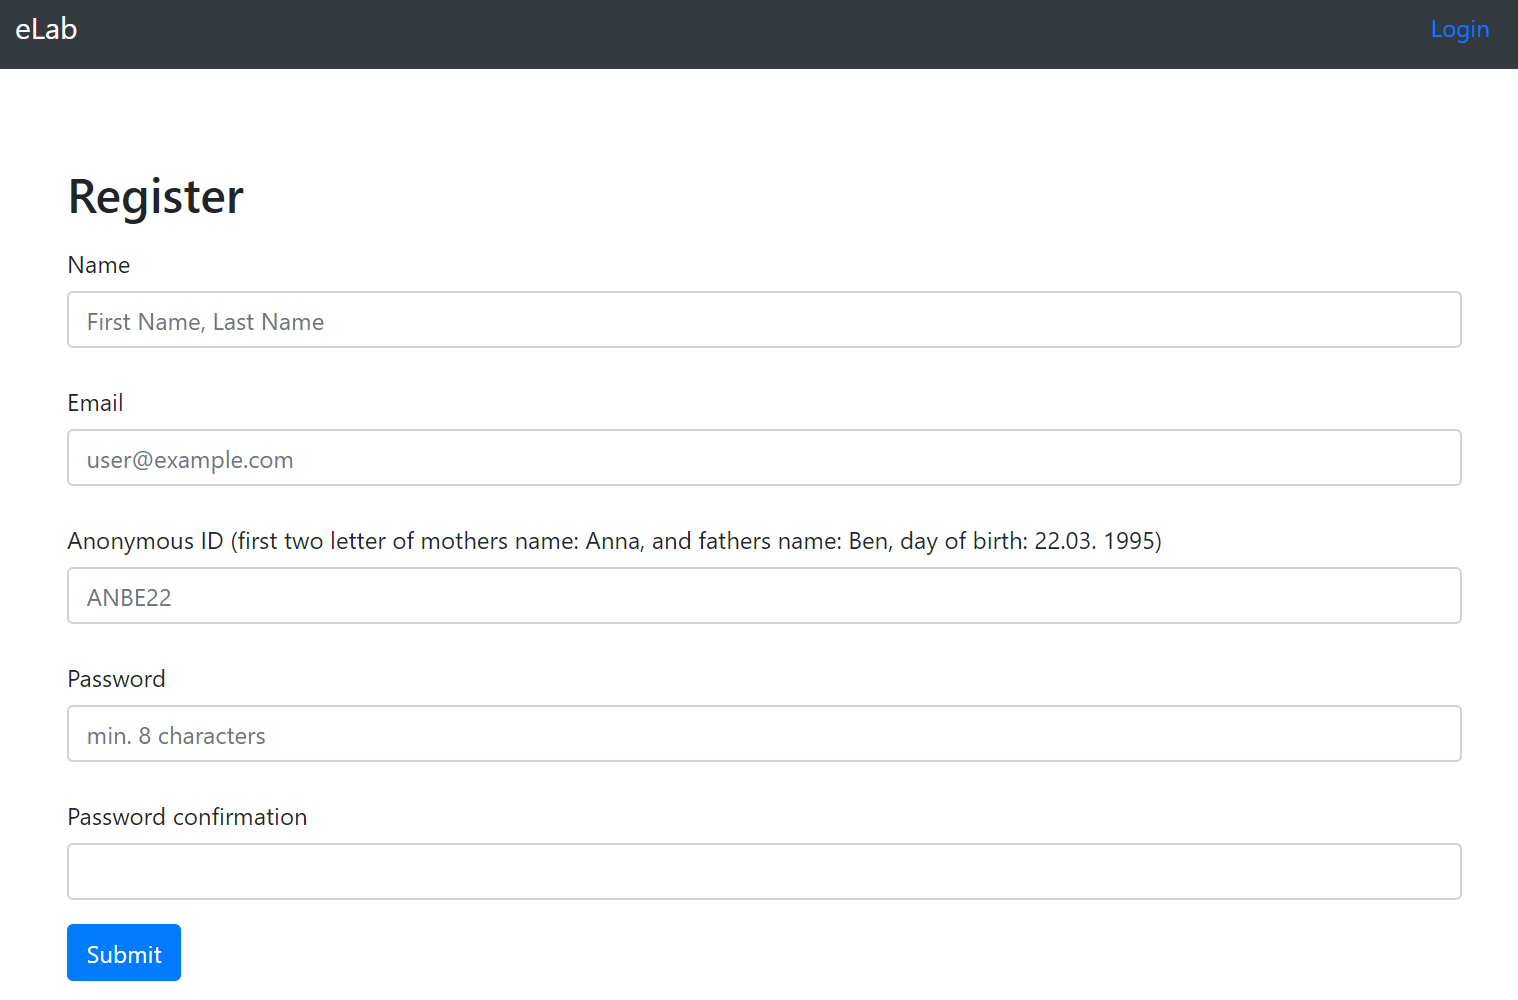 eLab
Login
Register
Name
First Name, Last Name
Email
user@example.com
Anonymous ID (first two letter of mothers name: Anna, and fathers name: Ben, day of birth: 22.03. 1995)
ANBE22
Password
min. 8 characters
Password confirmation
Submit